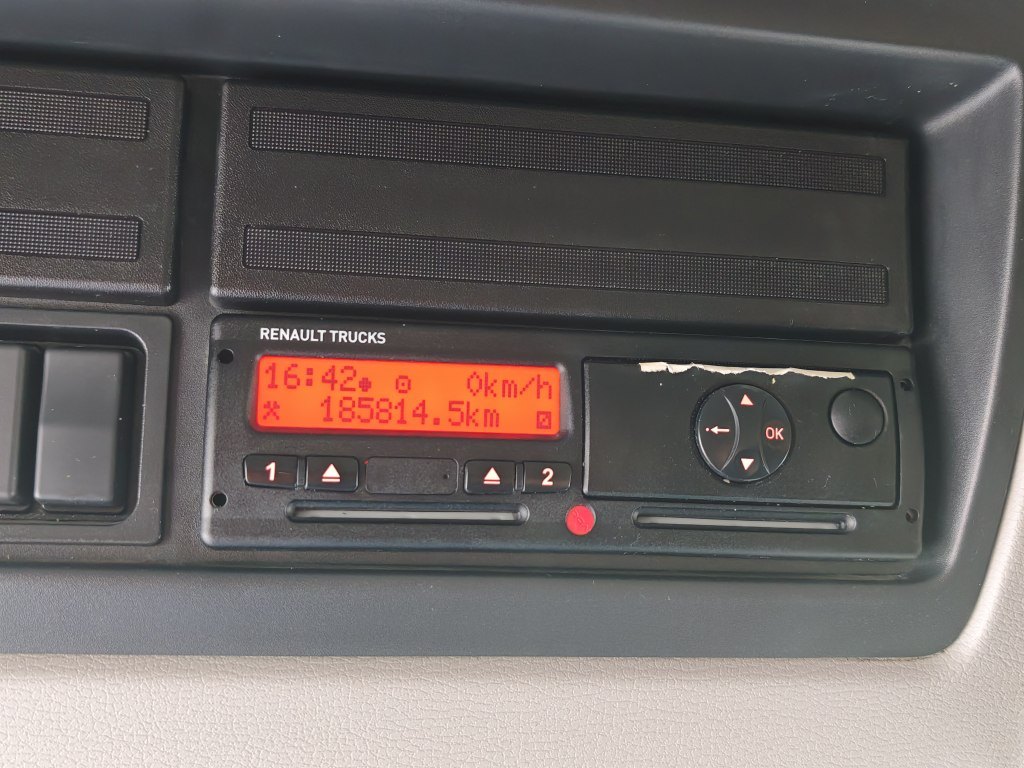 RENAULT TRUCKS
16:42 0km/h
185814.5km
1 2
OK